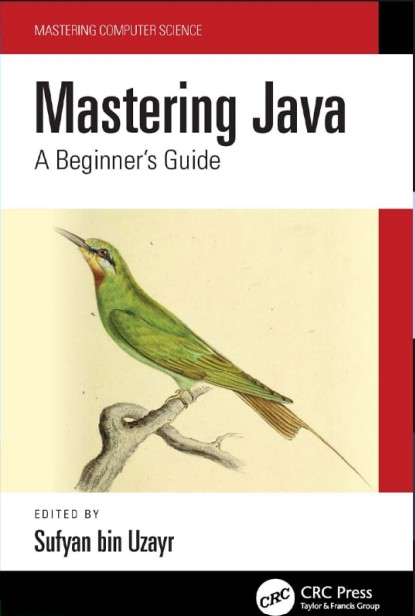 MASTERING COMPUTER SCIENCE
Mastering Java
A Beginner's Guide
EDITED BY
Sufyan bin Uzayr
CRC
CRC Press
Taylor & Francis Group